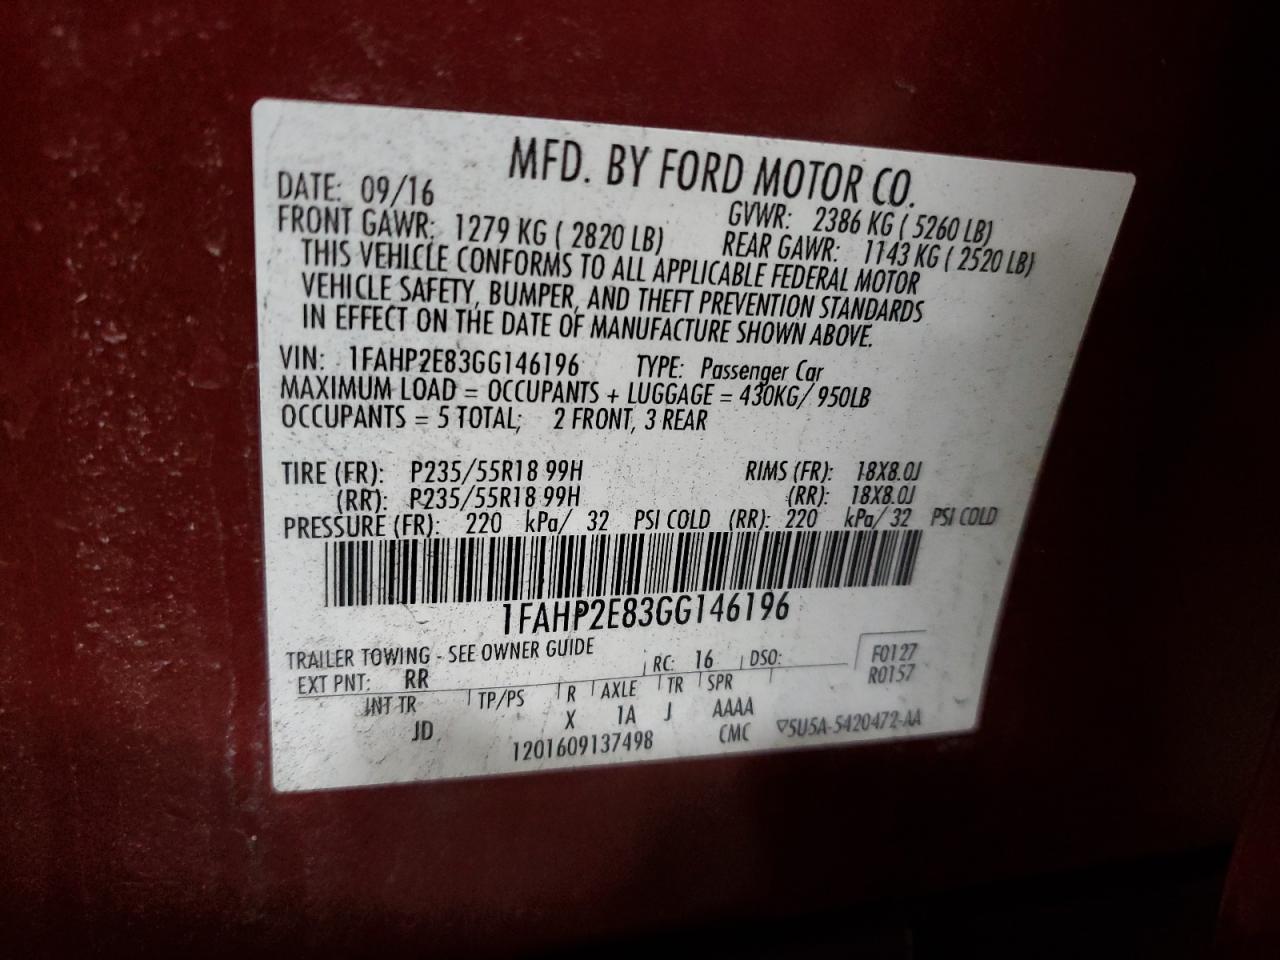 MFD. BY FORD MOTOR CO.
DATE: 09/16 GVWR: 2386 KG ( 5260 LB)
FRONT GAWR: 1279 KG ( 2820 LB) REAR GAWR: 1143 KG ( 2520 LB)
THIS VEHICLE CONFORMS TO ALL APPLICABLE FEDERAL MOTOR
VEHICLE SAFETY, BUMPER, AND THEFT PREVENTION STANDARDS
IN EFFECT ON THE DATE OF MANUFACTURE SHOWN ABOVE.
VIN: 1FAHP2E83GG146196 TYPE: Passenger Car
MAXIMUM LOAD = OCCUPANTS + LUGGAGE = 430KG/ 950LB
OCCUPANTS = 5 TOTAL; 2 FRONT, 3 REAR
TIRE (FR): P235/55R18 99H RIMS (FR): 18X8.0J
(RR): P235/55R18 99H (RR): 18X8.0J
PRESSURE (FR): 220 kPa/ 32 PSI COLD (RR): 220 kPa/ 32 PSI COLD
1FAHP2E83GG146196
TRAILER TOWING - SEE OWNER GUIDE
EXT PNT: RR RC: 16 DSO: F0127
R0157
INT TR TP/PS R AXLE TR SPR
JD X 1A J AAAA
1201609137498 CMC ▽5U5A-5420472-AA